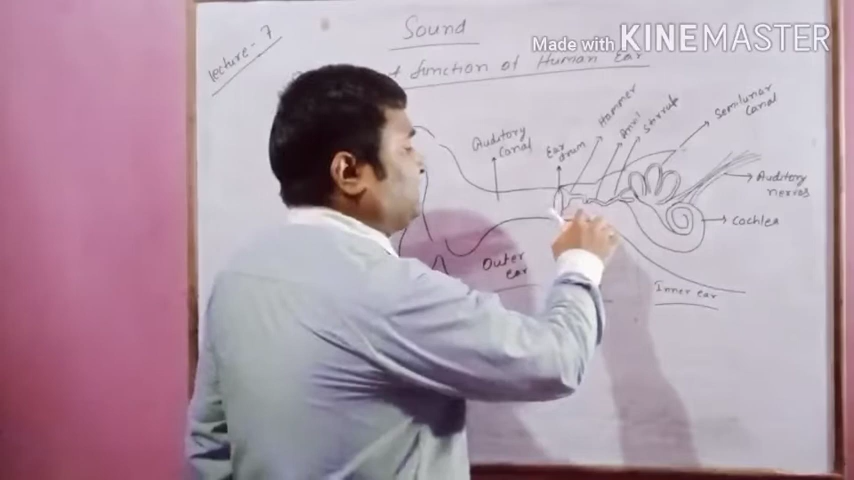 Made with KINEMASTER
Sound
Lecture - 7
function of Human Ear
Hammer
Anvil
Stirrup
Semilunar
Canal
Auditory
Canal
Ear
drum
Auditory
nerves
Cochlea
Outer
ear
Inner ear